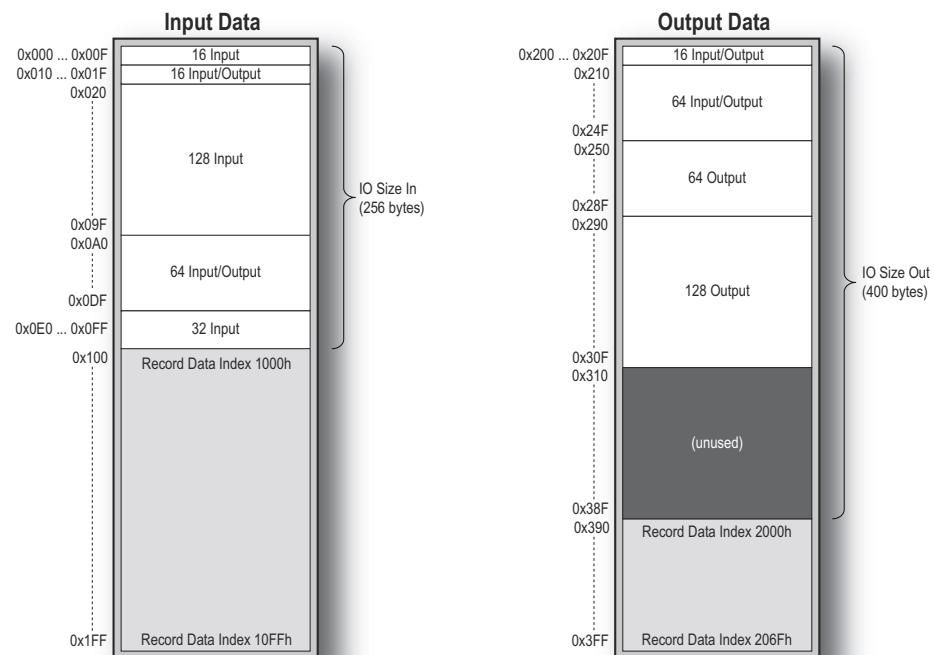 Input Data
0x000 ... 0x00F 16 Input
0x010 ... 0x01F 16 Input/Output
0x020
128 Input
0x09F
0x0A0
64 Input/Output
0x0DF
0x0E0 ... 0x0FF 32 Input
IO Size In
(256 bytes)
0x100
Record Data Index 1000h
0x1FF Record Data Index 10FFh
Output Data
0x200 ... 0x20F 16 Input/Output
0x210
64 Input/Output
0x24F
0x250
64 Output
0x28F
0x290
128 Output
0x30F
0x310
(unused)
0x38F
IO Size Out
(400 bytes)
0x390
Record Data Index 2000h
0x3FF Record Data Index 206Fh